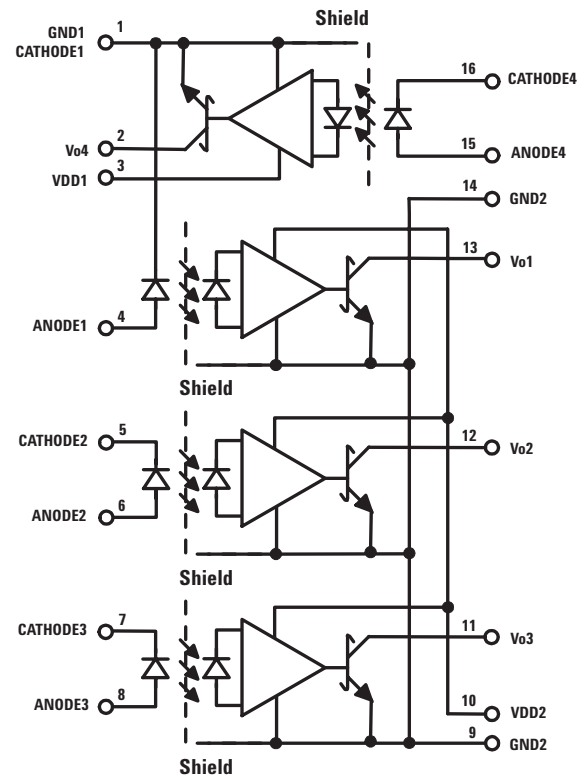 Shield
GND1 1
CATHODE1
16 CATHODE4
2
Vo4
3
VDD1
15 ANODE4
14 GND2
13 Vo1
ANODE1 4
Shield
CATHODE2 5
12 Vo2
ANODE2 6
Shield
CATHODE3 7
11 Vo3
ANODE3 8
10 VDD2
9 GND2
Shield